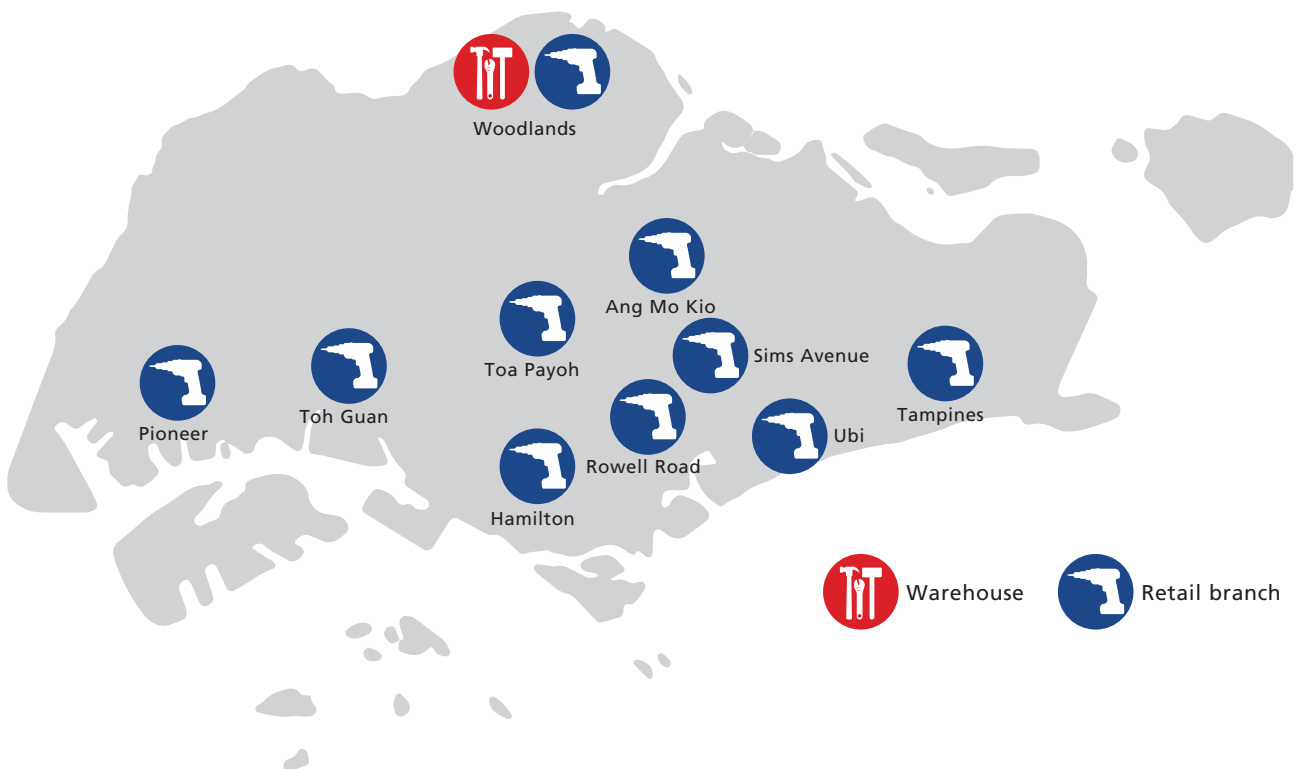 Woodlands
Ang Mo Kio
Toa Payoh
Sims Avenue
Tampines
Toh Guan
Pioneer
Ubi
Rowell Road
Hamilton
Warehouse
Retail branch